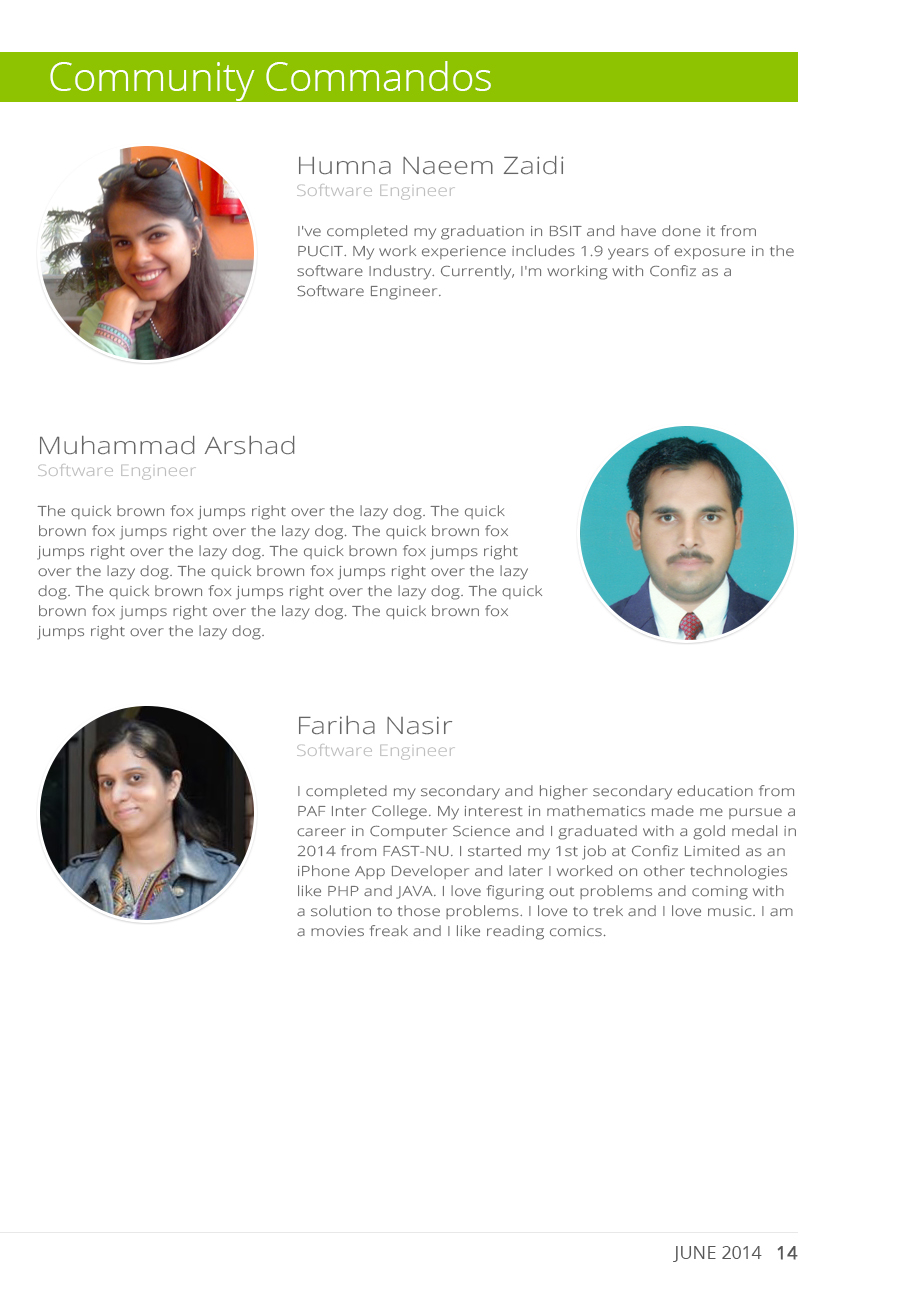 Community Commandos
Humna Naeem Zaidi
Software Engineer
I've completed my graduation in BSIT and have done it from
PUCIT. My work experience includes 1.9 years of exposure in the
software Industry. Currently, I'm working with Confiz as a
Software Engineer.
Muhammad Arshad
Software Engineer
The quick brown fox jumps right over the lazy dog. The quick
brown fox jumps right over the lazy dog. The quick brown fox
jumps right over the lazy dog. The quick brown fox jumps right
over the lazy dog. The quick brown fox jumps right over the lazy
dog. The quick brown fox jumps right over the lazy dog. The quick
brown fox jumps right over the lazy dog. The quick brown fox
jumps right over the lazy dog.
Fariha Nasir
Software Engineer
I completed my secondary and higher secondary education from
PAF Inter College. My interest in mathematics made me pursue a
career in Computer Science and I graduated with a gold medal in
2014 from FAST-NU. I started my 1st job at Confiz Limited as an
iPhone App Developer and later I worked on other technologies
like PHP and JAVA. I love figuring out problems and coming with
a solution to those problems. I love to trek and I love music. I am
a movies freak and I like reading comics.
JUNE 2014 14